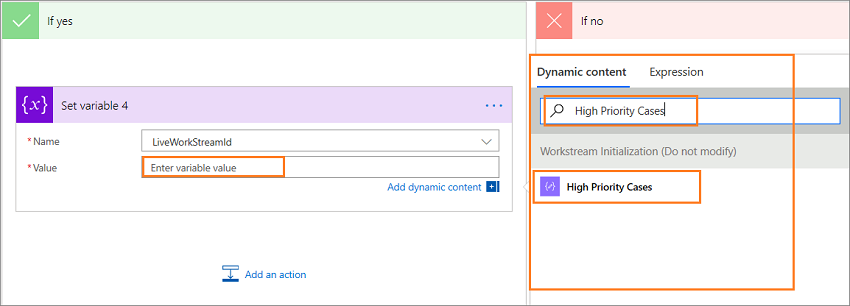 If yes
If no
Set variable 4
...
* Name
LiveWorkStreamId
* Value
Enter variable value
Add dynamic content
Add an action
Dynamic content
Expression
High Priority Cases
Workstream Initialization (Do not modify)
{x}
High Priority Cases